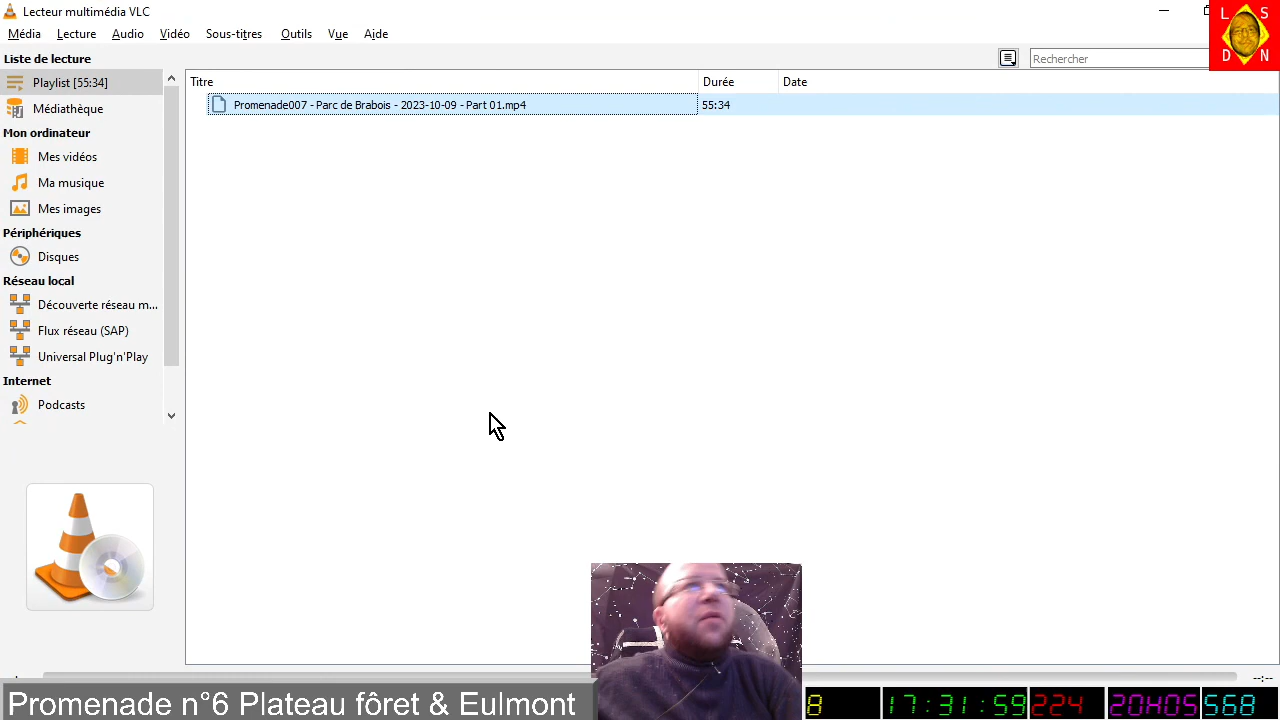 Lecteur multimédia VLC
Média Lecture Audio Vidéo Sous-titres Outils Vue Aide
L S
D N
Liste de lecture
Rechercher
Playlist [55:34]
Titre Durée Date
Médiathèque
Promenade007 - Parc de Brabois - 2023-10-09 - Part 01.mp4 55:34
Mon ordinateur
Mes vidéos
Ma musique
Mes images
Périphériques
Disques
Réseau local
Découverte réseau m...
Flux réseau (SAP)
Universal Plug'n'Play
Internet
Podcasts
--:--
Promenade n°6 Plateau fôret & Eulmont
8 17:31:59 224 20H05 568